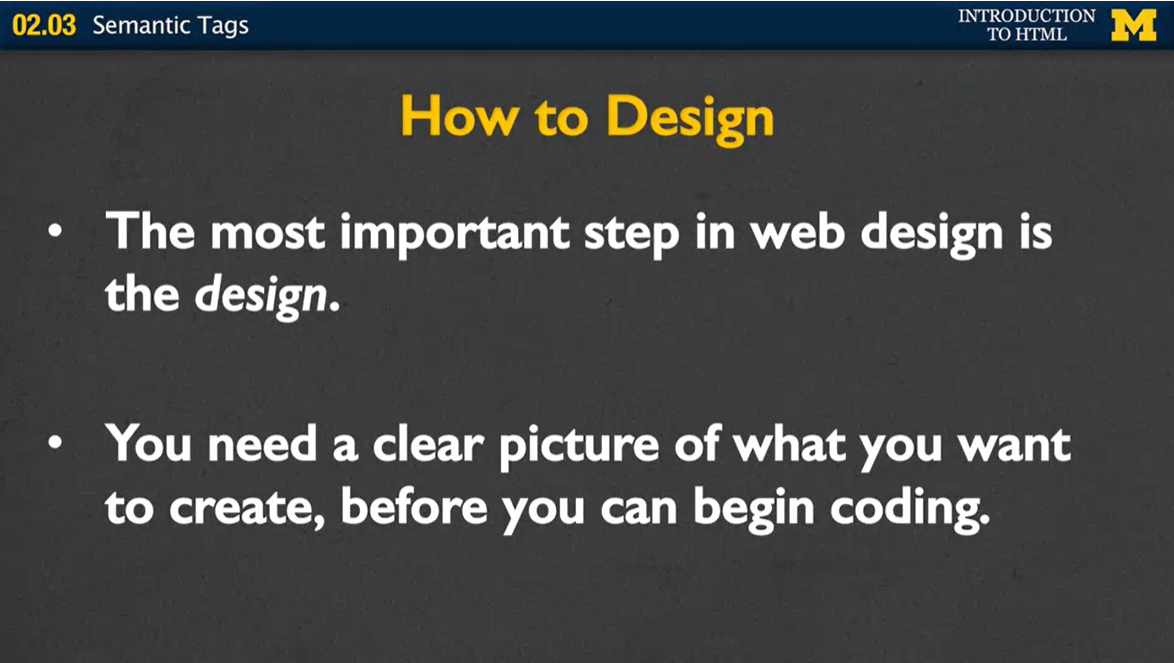 02.03 Semantic Tags
INTRODUCTION
TO HTML
M
How to Design
• The most important step in web design is
the design.
• You need a clear picture of what you want
to create, before you can begin coding.